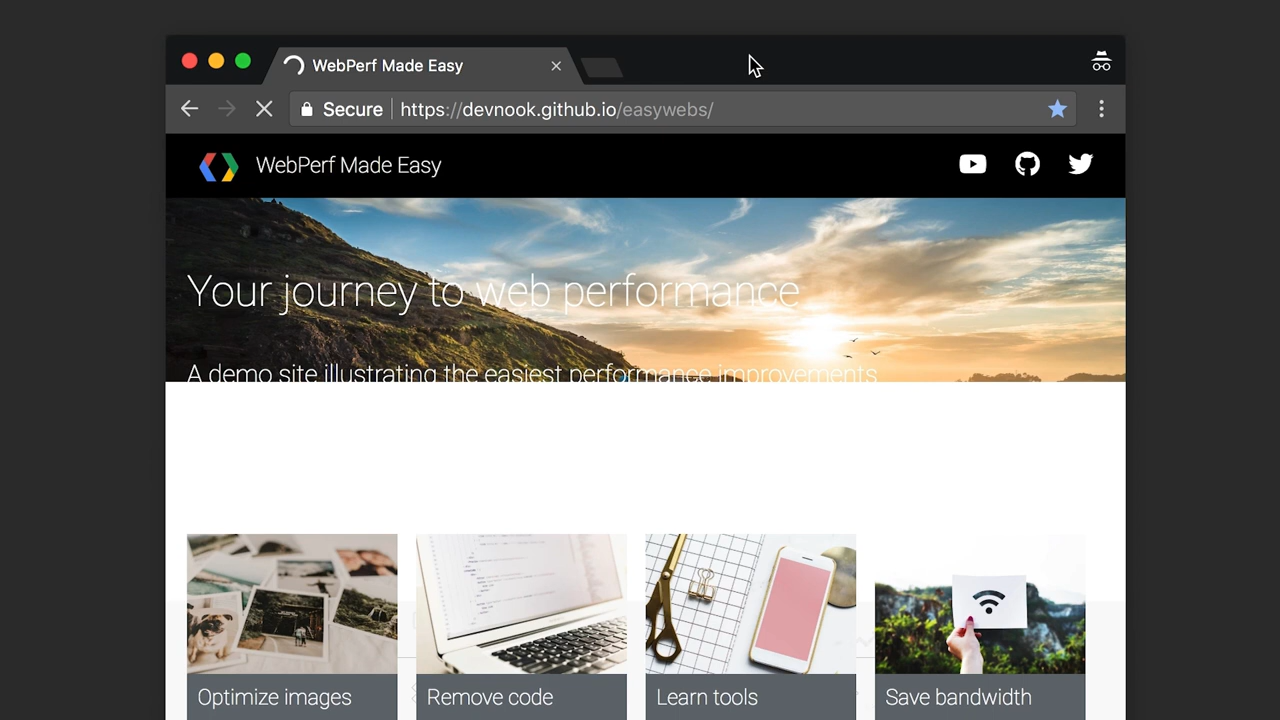 WebPerf Made Easy
Secure https://devnook.github.io/easywebs/
WebPerf Made Easy
Your journey to web performance
A demo site illustrating the easiest performance improvements
Optimize images
Remove code
Learn tools
Save bandwidth